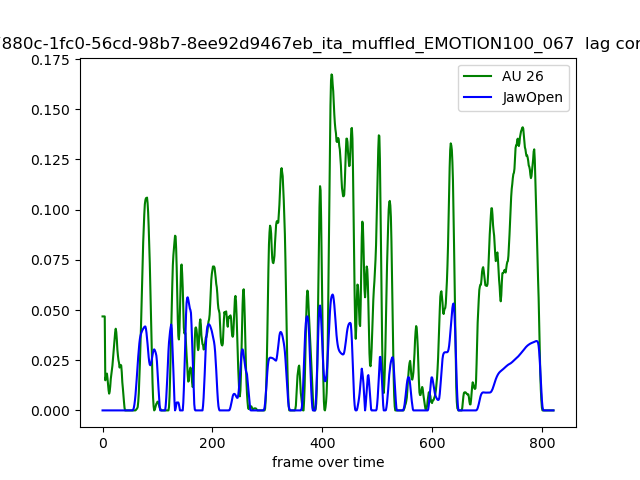 880c-1fc0-56cd-98b7-8ee92d9467eb_ita_muffled_EMOTION100_067 lag cor
0.175
0.150
0.125
0.100
0.075
0.050
0.025
0.000
AU 26
JawOpen
0 200 400 600 800
frame over time